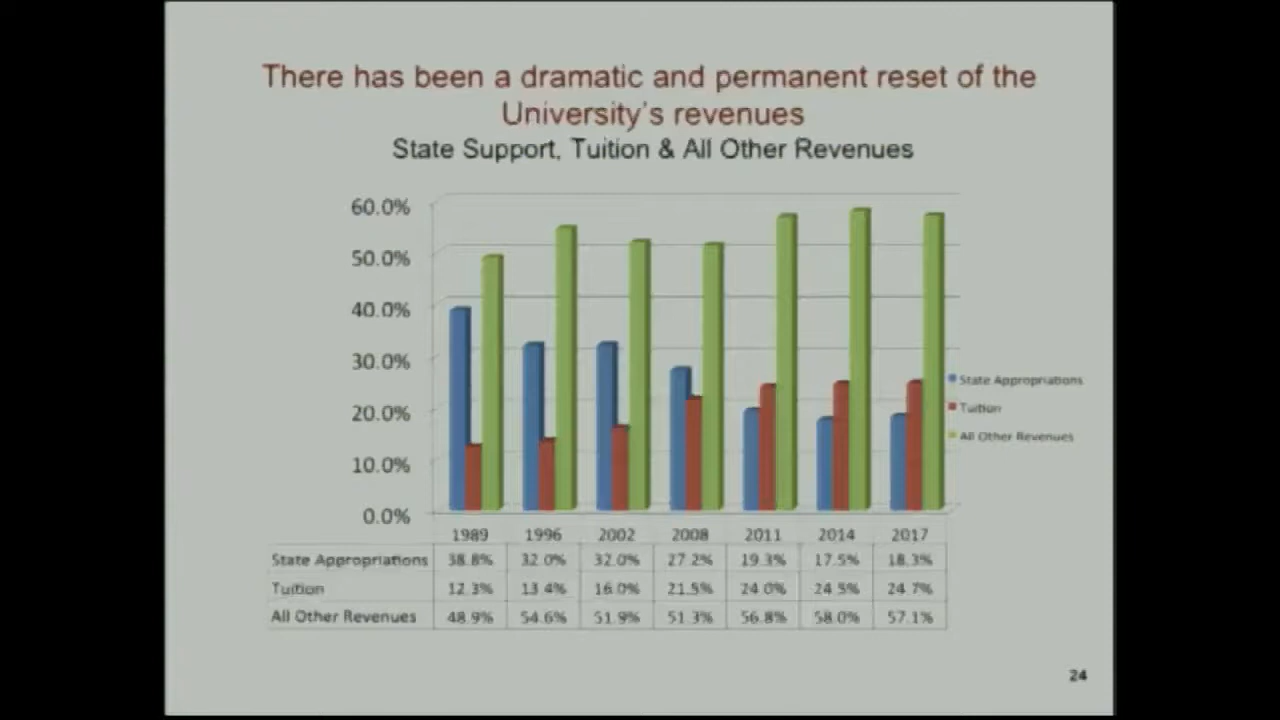 There has been a dramatic and permanent reset of the
University's revenues
State Support, Tuition & All Other Revenues
60.0%
50.0%
40.0%
30.0%
20.0%
10.0%
0.0%
State Appropriations
Tuition
All Other Revenues
1989 1996 2002 2008 2011 2014 2017
State Appropriations 38.8% 32.0% 32.0% 27.2% 19.3% 17.5% 18.3%
Tuition 12.3% 13.4% 16.0% 21.5% 24.0% 24.5% 24.7%
All Other Revenues 48.9% 54.6% 51.9% 51.3% 56.8% 58.0% 57.1%
24